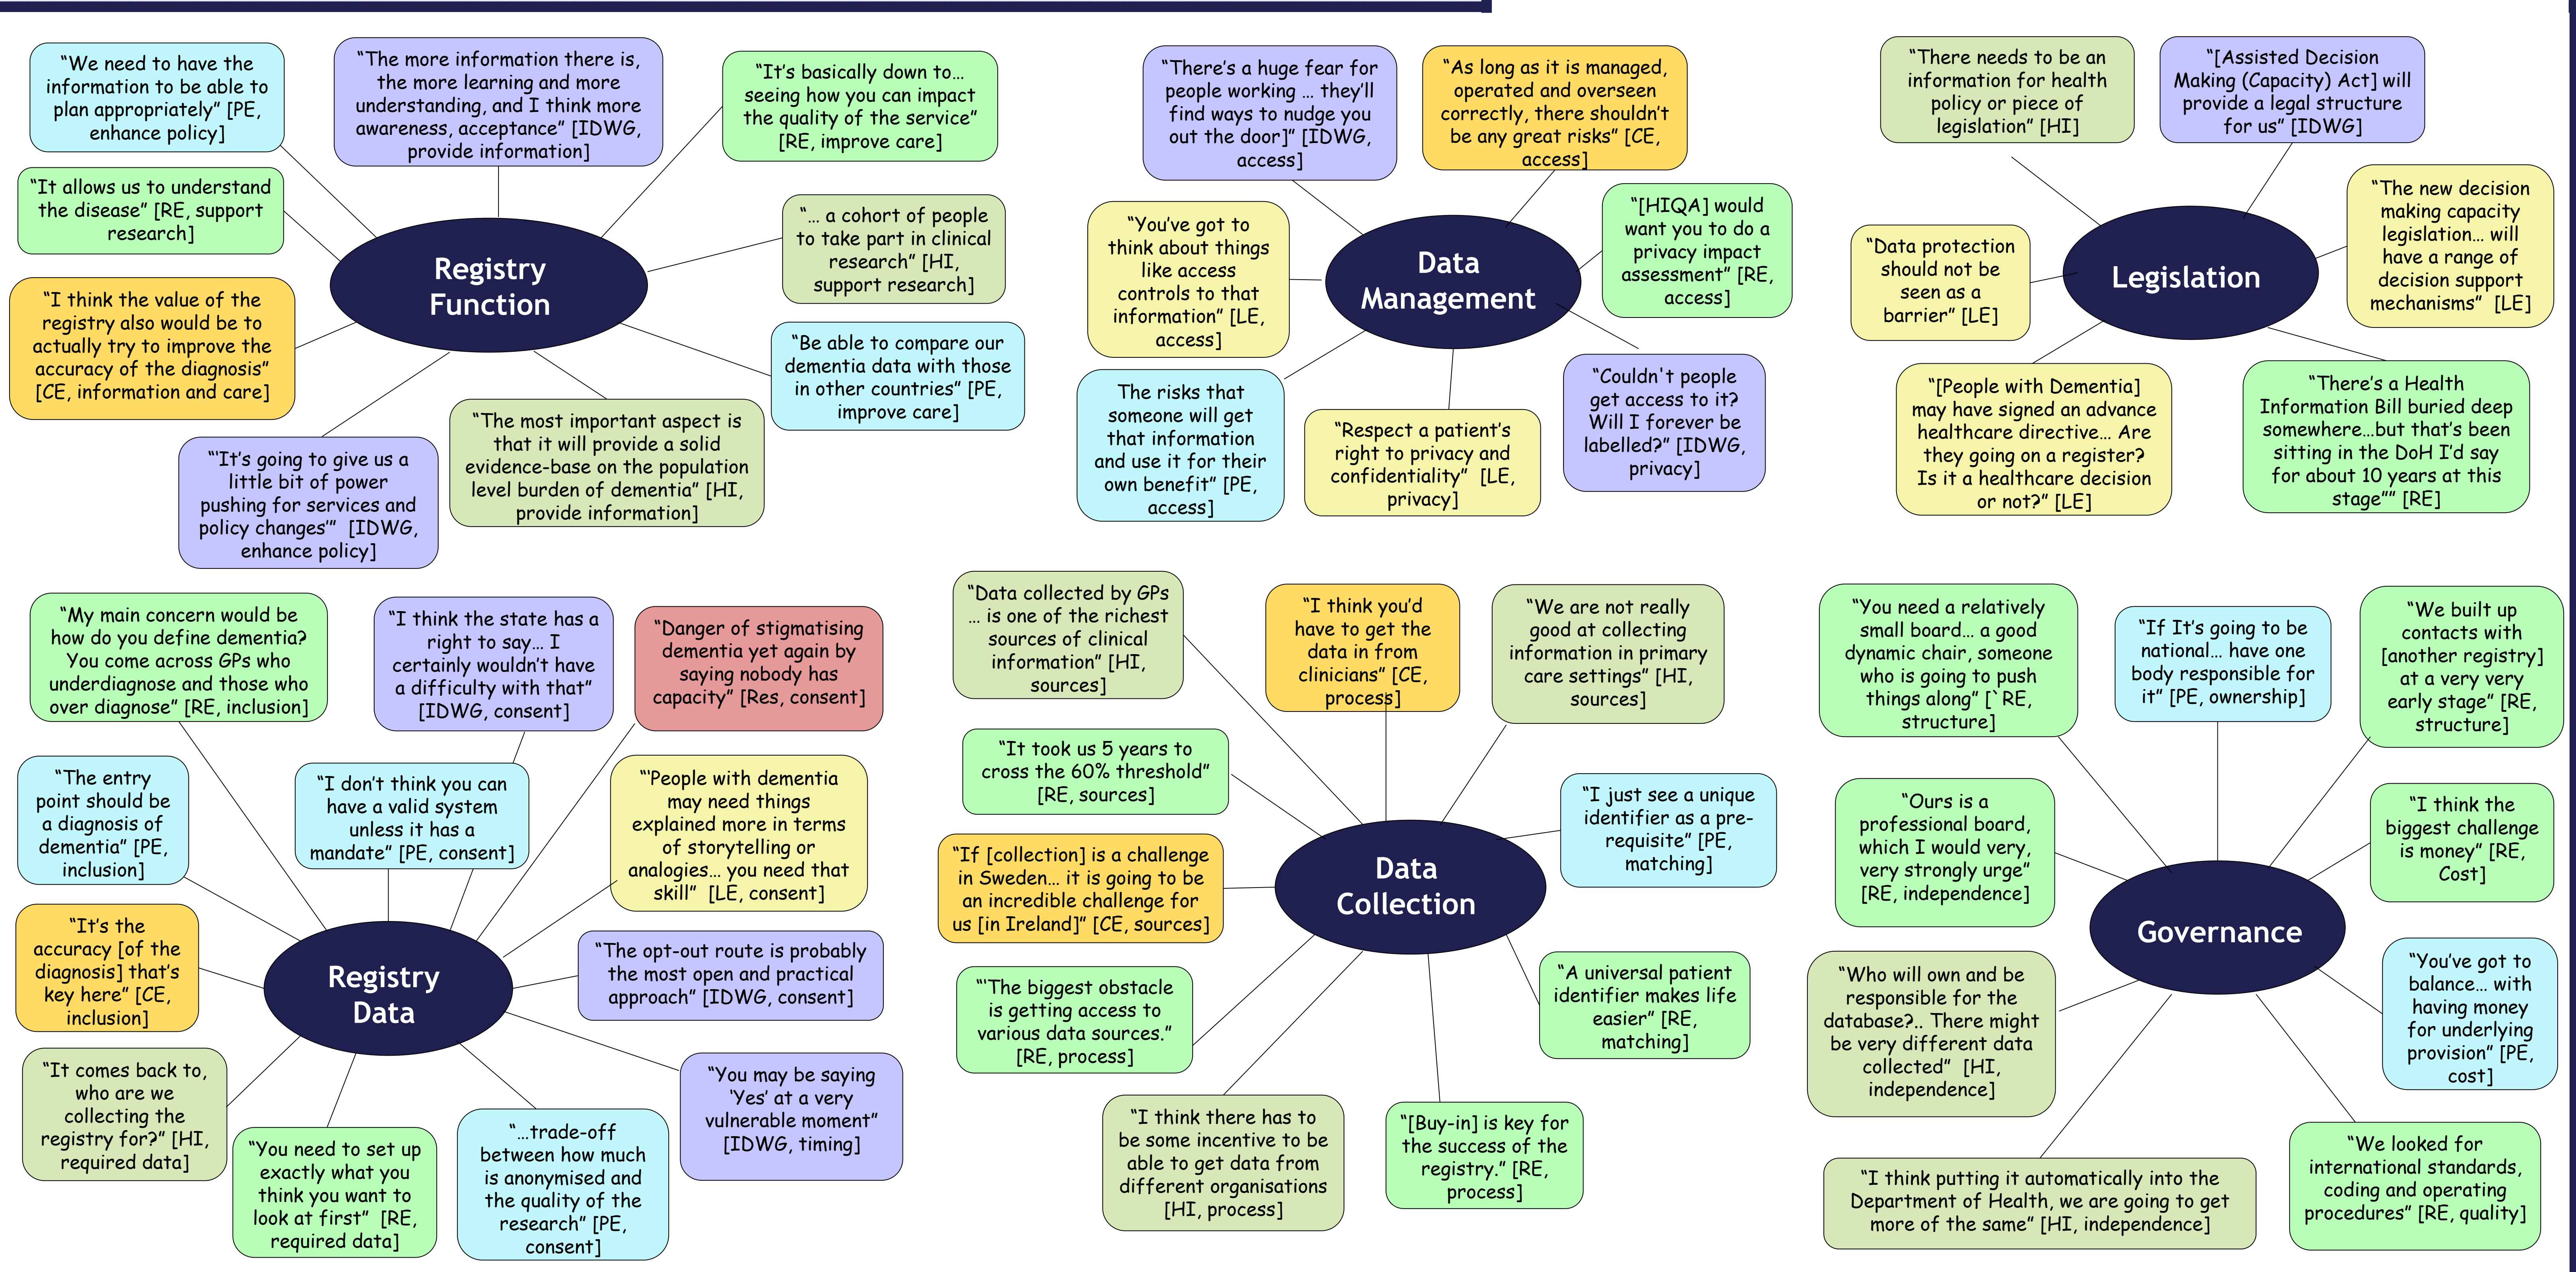 “We need to have the
information to be able to
plan appropriately” [PE,
enhance policy]
“The more information there is,
the more learning and more
understanding, and I think more
awareness, acceptance” [IDWG,
provide information]
“It’s basically down to…
seeing how you can impact
the quality of the service”
[RE, improve care]
“It allows us to understand
the disease” [RE, support
research]
“… a cohort of people
to take part in clinical
research” [HI,
support research]
Registry
Function
“I think the value of the
registry also would be to
actually try to improve the
accuracy of the diagnosis”
[CE, information and care]
“Be able to compare our
dementia data with those
in other countries” [PE,
improve care]
“‘It’s going to give us a
little bit of power
pushing for services and
policy changes’” [IDWG,
enhance policy]
“The most important aspect is
that it will provide a solid
evidence-base on the population
level burden of dementia” [HI,
provide information]
“There’s a huge fear for
people working … they’ll
find ways to nudge you
out the door]” [IDWG,
access]
“As long as it is managed,
operated and overseen
correctly, there shouldn’t
be any great risks” [CE,
access]
“You’ve got to
think about things
like access
controls to that
information” [LE,
access]
Data
Management
“[HIQA] would
want you to do a
privacy impact
assessment” [RE,
access]
The risks that
someone will get
that information
and use it for their
own benefit” [PE,
access]
“Respect a patient’s
right to privacy and
confidentiality” [LE,
privacy]
“Couldn't people
get access to it?
Will I forever be
labelled?” [IDWG,
privacy]
“There needs to be an
information for health
policy or piece of
legislation” [HI]
“[Assisted Decision
Making (Capacity) Act] will
provide a legal structure
for us” [IDWG]
“Data protection
should not be
seen as a
barrier” [LE]
Legislation
“The new decision
making capacity
legislation… will
have a range of
decision support
mechanisms” [LE]
“[People with Dementia]
may have signed an advance
healthcare directive… Are
they going on a register?
Is it a healthcare decision
or not?” [LE]
“There’s a Health
Information Bill buried deep
somewhere…but that’s been
sitting in the DoH I’d say
for about 10 years at this
stage”” [RE]
“My main concern would be
how do you define dementia?
You come across GPs who
underdiagnose and those who
over diagnose” [RE, inclusion]
“I think the state has a
right to say… I
certainly wouldn’t have
a difficulty with that”
[IDWG, consent]
“Danger of stigmatising
dementia yet again by
saying nobody has
capacity” [Res, consent]
“The entry
point should be
a diagnosis of
dementia” [PE,
inclusion]
“I don’t think you can
have a valid system
unless it has a
mandate” [PE, consent]
“‘People with dementia
may need things
explained more in terms
of storytelling or
analogies… you need that
skill” [LE, consent]
“It’s the
accuracy [of the
diagnosis] that’s
key here” [CE,
inclusion]
Registry
Data
“The opt-out route is probably
the most open and practical
approach” [IDWG, consent]
“It comes back to,
who are we
collecting the
registry for?” [HI,
required data]
“You need to set up
exactly what you
think you want to
look at first” [RE,
required data]
“…trade-off
between how much
is anonymised and
the quality of the
research” [PE,
consent]
“You may be saying
‘Yes’ at a very
vulnerable moment”
[IDWG, timing]
“Data collected by GPs
… is one of the richest
sources of clinical
information” [HI,
sources]
“I think you’d
have to get the
data in from
clinicians” [CE,
process]
“We are not really
good at collecting
information in primary
care settings” [HI,
sources]
“It took us 5 years to
cross the 60% threshold”
[RE, sources]
“I just see a unique
identifier as a pre-
requisite” [PE,
matching]
“If [collection] is a challenge
in Sweden… it is going to be
an incredible challenge for
us [in Ireland]” [CE, sources]
Data
Collection
“‘The biggest obstacle
is getting access to
various data sources.”
[RE, process]
“A universal patient
identifier makes life
easier” [RE,
matching]
“I think there has to
be some incentive to be
able to get data from
different organisations
[HI, process]
“[Buy-in] is key for
the success of the
registry.” [RE,
process]
“You need a relatively
small board… a good
dynamic chair, someone
who is going to push
things along” [`RE,
structure]
“If It’s going to be
national… have one
body responsible for
it” [PE, ownership]
“We built up
contacts with
[another registry]
at a very very
early stage” [RE,
structure]
“Ours is a
professional board,
which I would very,
very strongly urge”
[RE, independence]
“I think the
biggest challenge
is money” [RE,
Cost]
Governance
“Who will own and be
responsible for the
database?.. There might
be very different data
collected” [HI,
independence]
“You’ve got to
balance… with
having money
for underlying
provision” [PE,
cost]
“I think putting it automatically into the
Department of Health, we are going to get
more of the same” [HI, independence]
“We looked for
international standards,
coding and operating
procedures” [RE, quality]